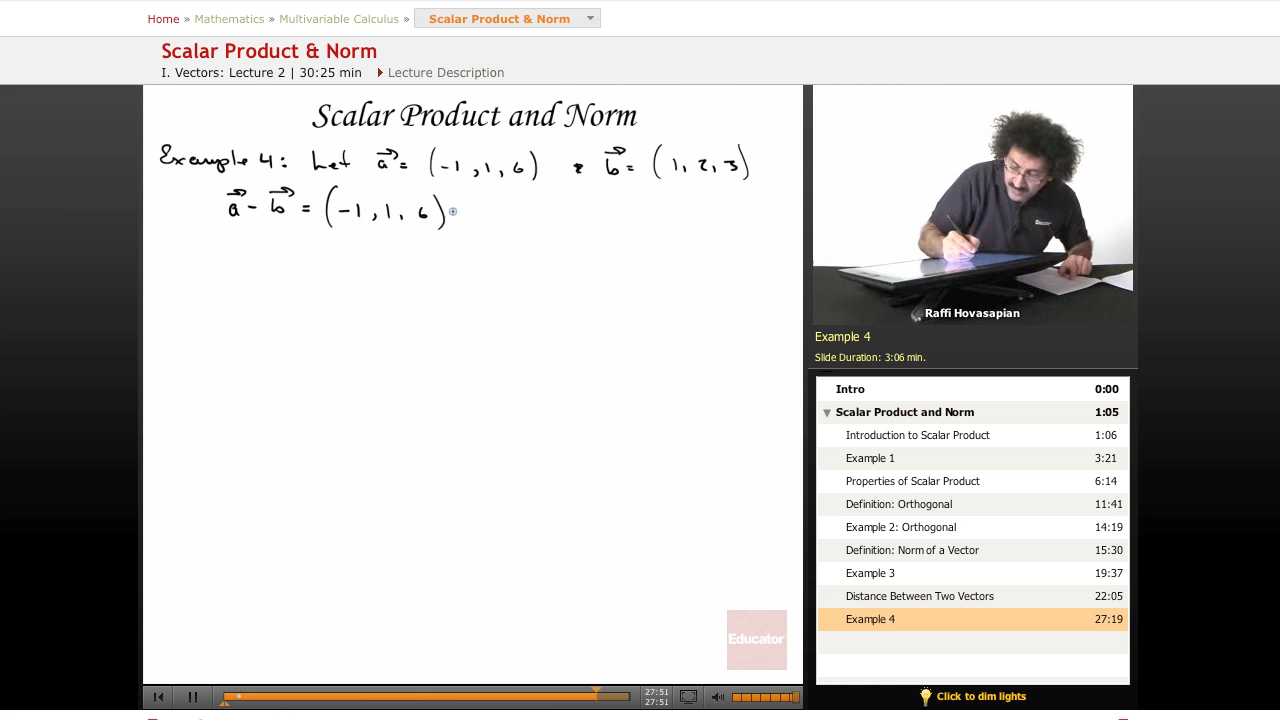 Home » Mathematics » Multivariable Calculus » Scalar Product & Norm
Scalar Product & Norm
I. Vectors: Lecture 2 | 30:25 min Lecture Description
Scalar Product and Norm
Example 4: Let a⃗ = (-1, 1, 6) & b⃗ = (1, 2, 3)
a⃗ - b⃗ = (-1, 1, 6)
Educator
27:51
27:51
Raffi Hovasapian
Example 4
Slide Duration: 3:06 min.
Intro 0:00
Scalar Product and Norm 1:05
Introduction to Scalar Product 1:06
Example 1 3:21
Properties of Scalar Product 6:14
Definition: Orthogonal 11:41
Example 2: Orthogonal 14:19
Definition: Norm of a Vector 15:30
Example 3 19:37
Distance Between Two Vectors 22:05
Example 4 27:19
Click to dim lights